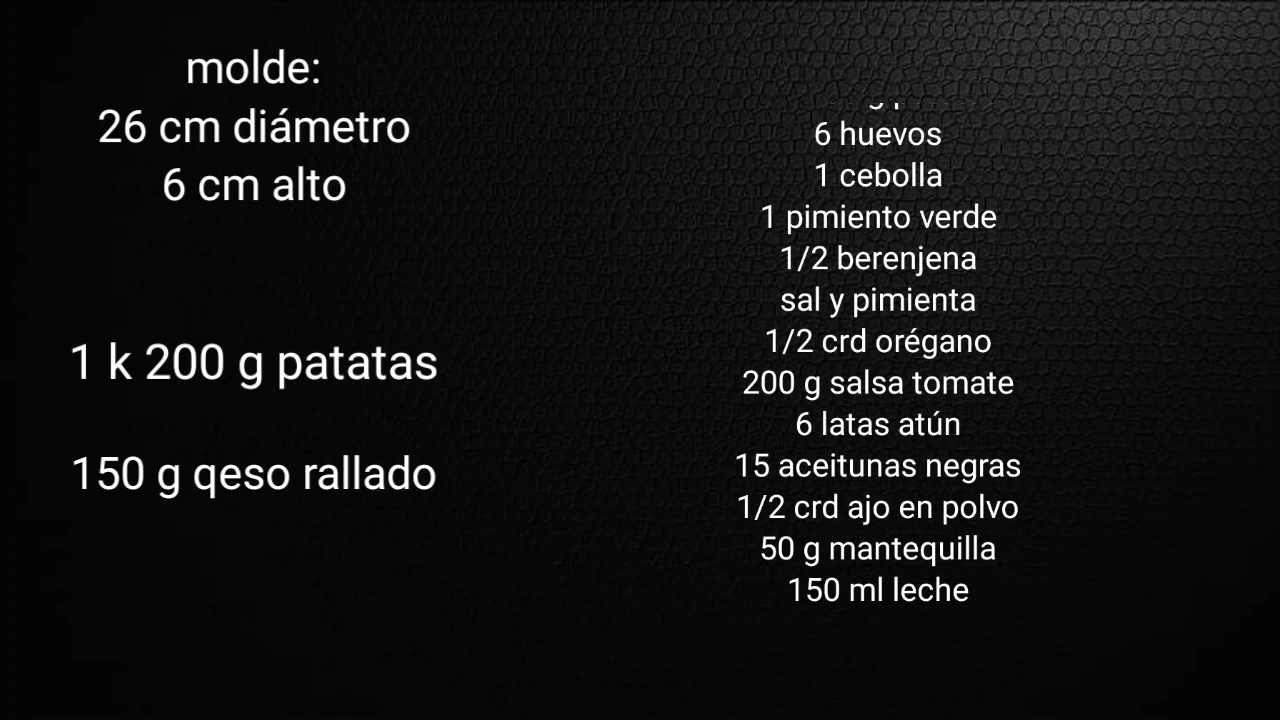 molde:
26 cm diámetro
6 cm alto
1 k 200 g patatas
150 g qeso rallado
6 huevos
1 cebolla
1 pimiento verde
1/2 berenjena
sal y pimienta
1/2 crd orégano
200 g salsa tomate
6 latas atún
15 aceitunas negras
1/2 crd ajo en polvo
50 g mantequilla
150 ml leche